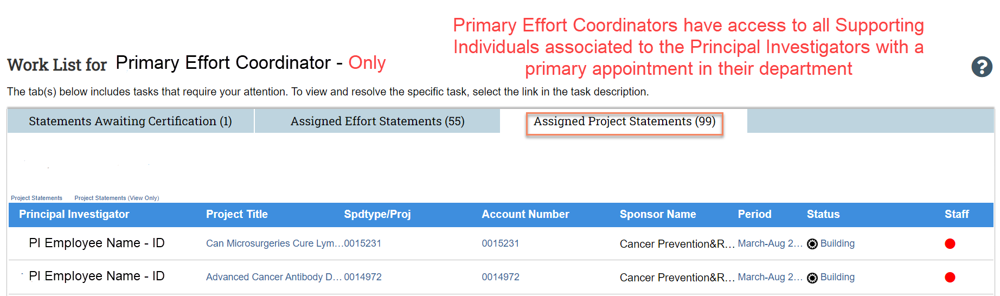 Primary Effort Coordinators have access to all Supporting
Individuals associated to the Principal Investigators with a
primary appointment in their department
Work List for Primary Effort Coordinator - Only
?
The tab(s) below includes tasks that require your attention. To view and resolve the specific task, select the link in the task description.
Statements Awaiting Certification (1) Assigned Effort Statements (55) Assigned Project Statements (99)
Project Statements Project Statements (View Only)
Principal Investigator Project Title Spdtype/Proj Account Number Sponsor Name Period Status Staff
PI Employee Name - ID Can Microsurgeries Cure Lym... 0015231 0015231 Cancer Prevention&R... March-Aug 2... Building
PI Employee Name - ID Advanced Cancer Antibody D... 0014972 0014972 Cancer Prevention&R... March-Aug 2... Building